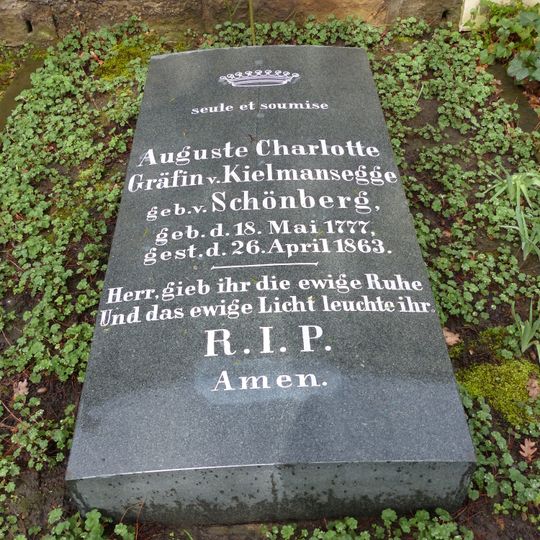 seule et soumise
Auguste Charlotte
Gräfin v. Kielmansegge
geb. v. Schönberg,
geb. d. 18. Mai 1777,
gest. d. 26. April 1863.
Herr, gieb ihr die ewige Ruhe
Und das ewige Licht leuchte ihr.
R. I. P.
Amen.